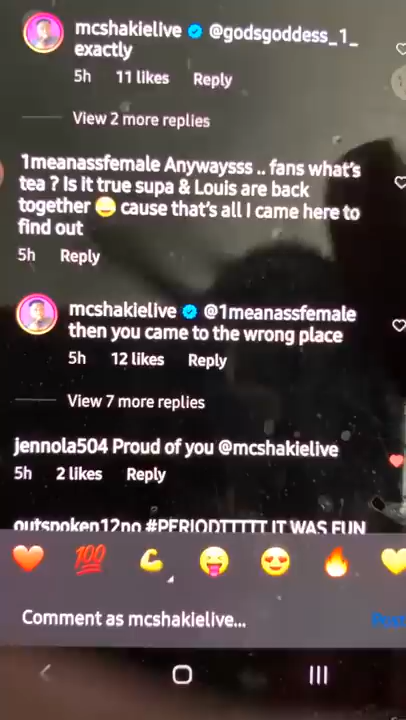 mcshakielive @godsgoddess_1_
exactly
5h 11 likes Reply
View 2 more replies
1meanassfemale Anywaysss .. fans what's
tea ? Is it true supa & Louis are back
together 😂 cause that's all I came here to
find out
5h Reply
mcshakielive @1meanassfemale
then you came to the wrong place
5h 12 likes Reply
View 7 more replies
jennola504 Proud of you @mcshakielive
5h 2 likes Reply
outspoken12no #PERIODTTTTT IT WAS FUN
💯
Comment as mcshakielive...
Post